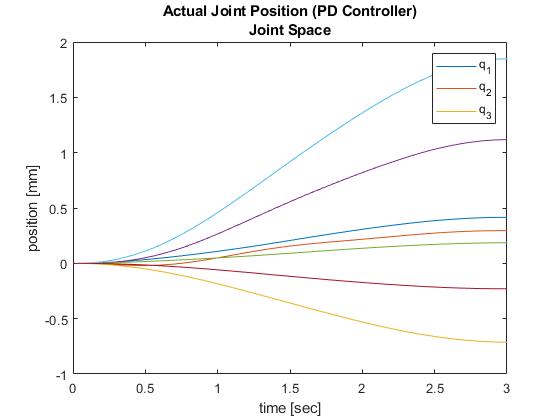 Actual Joint Position (PD Controller)
Joint Space
2
1.5
1
0.5
0
-0.5
-1
position [mm]
q1
q2
q3
0 0.5 1 1.5 2 2.5 3
time [sec]